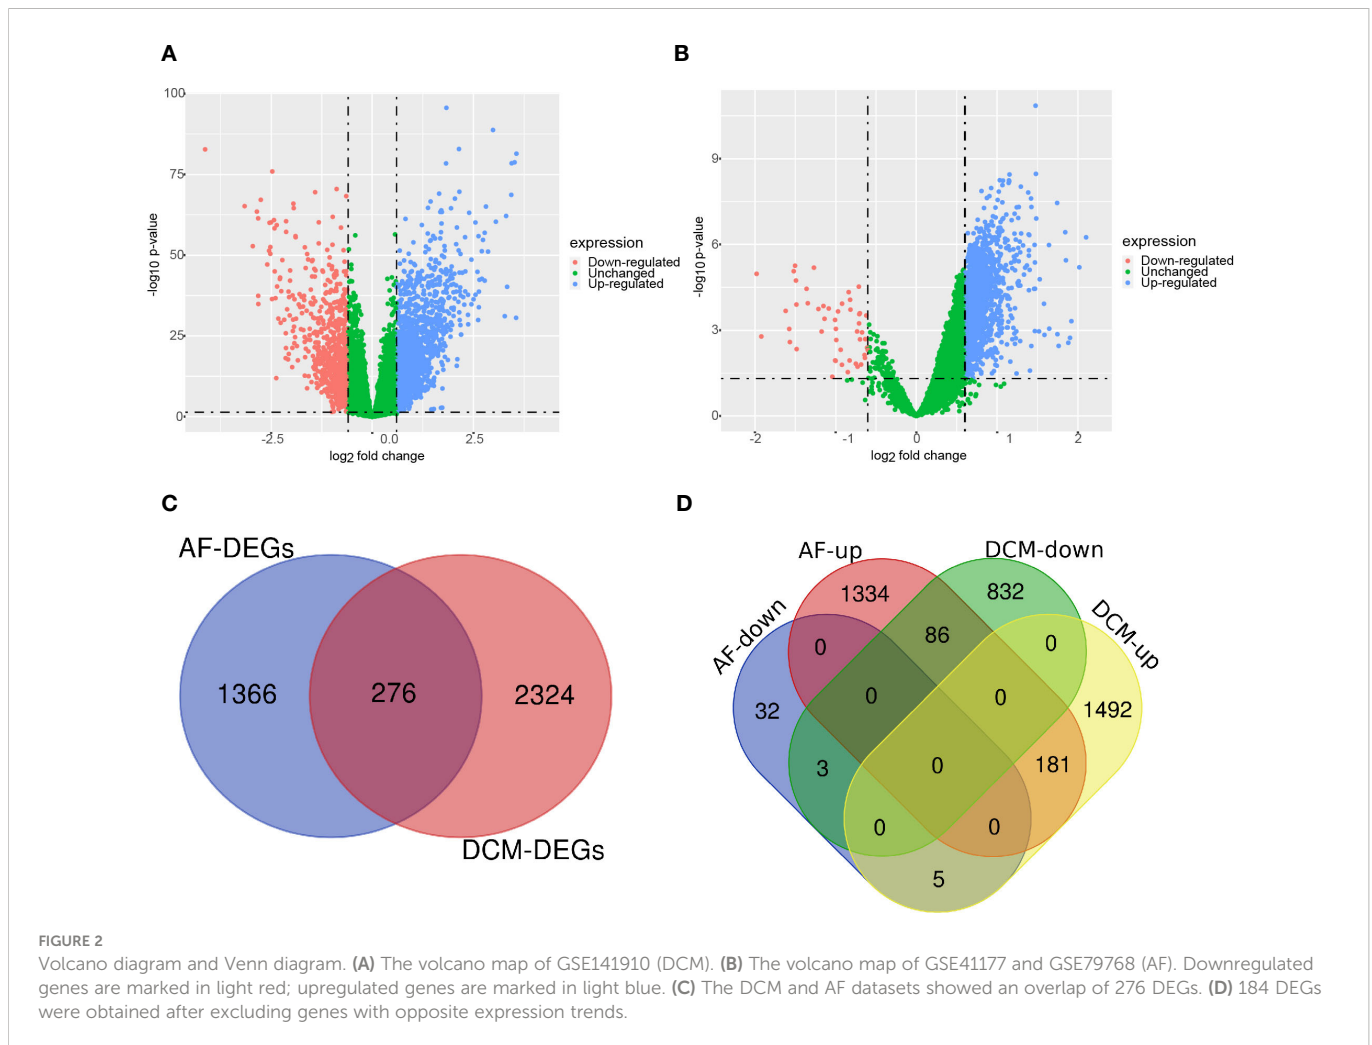 A
B
100
75
50
25
0
-log10 p-value
-2.5
0.0
2.5
log2 fold change
expression
Down-regulated
Unchanged
Up-regulated
9
6
3
0
-log10 p-value
-2
-1
0
1
2
log2 fold change
expression
Down-regulated
Unchanged
Up-regulated
C
D
AF-DEGs
1366
276
2324
DCM-DEGs
AF-up
DCM-down
AF-down
DCM-up
1334
832
86
0
0
32
0
0
1492
3
0
181
0
0
5
FIGURE 2
Volcano diagram and Venn diagram. (A) The volcano map of GSE141910 (DCM). (B) The volcano map of GSE41177 and GSE79768 (AF). Downregulated
genes are marked in light red; upregulated genes are marked in light blue. (C) The DCM and AF datasets showed an overlap of 276 DEGs. (D) 184 DEGs
were obtained after excluding genes with opposite expression trends.